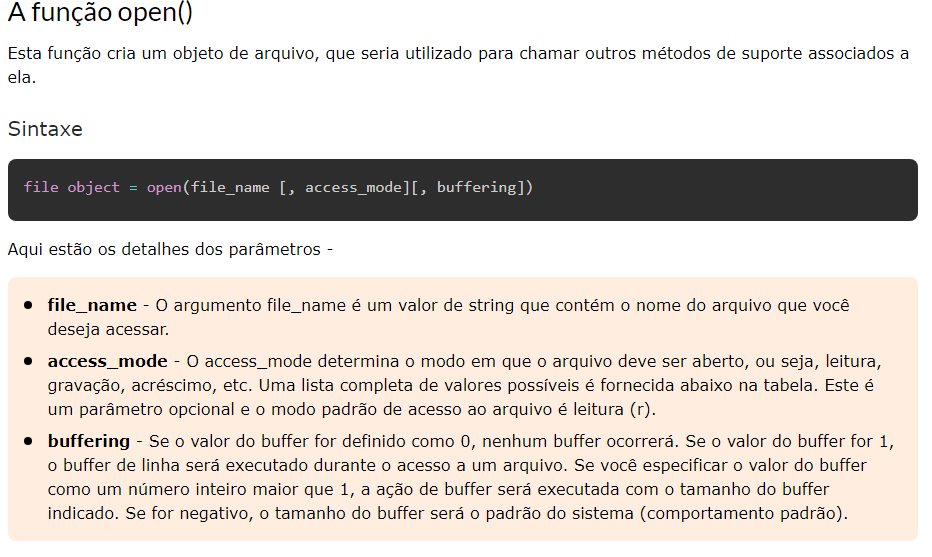 A função open()
Esta função cria um objeto de arquivo, que seria utilizado para chamar outros métodos de suporte associados a
ela.
Sintaxe
file object = open(file_name [, access_mode][, buffering])
Aqui estão os detalhes dos parâmetros -
● file_name - O argumento file_name é um valor de string que contém o nome do arquivo que você
deseja acessar.
● access_mode - O access_mode determina o modo em que o arquivo deve ser aberto, ou seja, leitura,
gravação, acréscimo, etc. Uma lista completa de valores possíveis é fornecida abaixo na tabela. Este é
um parâmetro opcional e o modo padrão de acesso ao arquivo é leitura (r).
● buffering - Se o valor do buffer for definido como 0, nenhum buffer ocorrerá. Se o valor do buffer for 1,
o buffer de linha será executado durante o acesso a um arquivo. Se você especificar o valor do buffer
como um número inteiro maior que 1, a ação de buffer será executada com o tamanho do buffer
indicado. Se for negativo, o tamanho do buffer será o padrão do sistema (comportamento padrão).